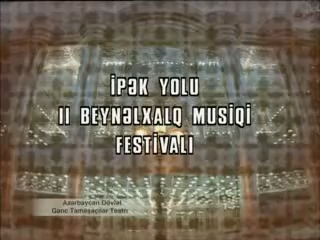 İPƏK YOLU
II BEYNƏLXALQ MUSİQİ
FESTİVALI
Azərbaycan Dövlət
Gənc Tamaşaçılar Teatrı